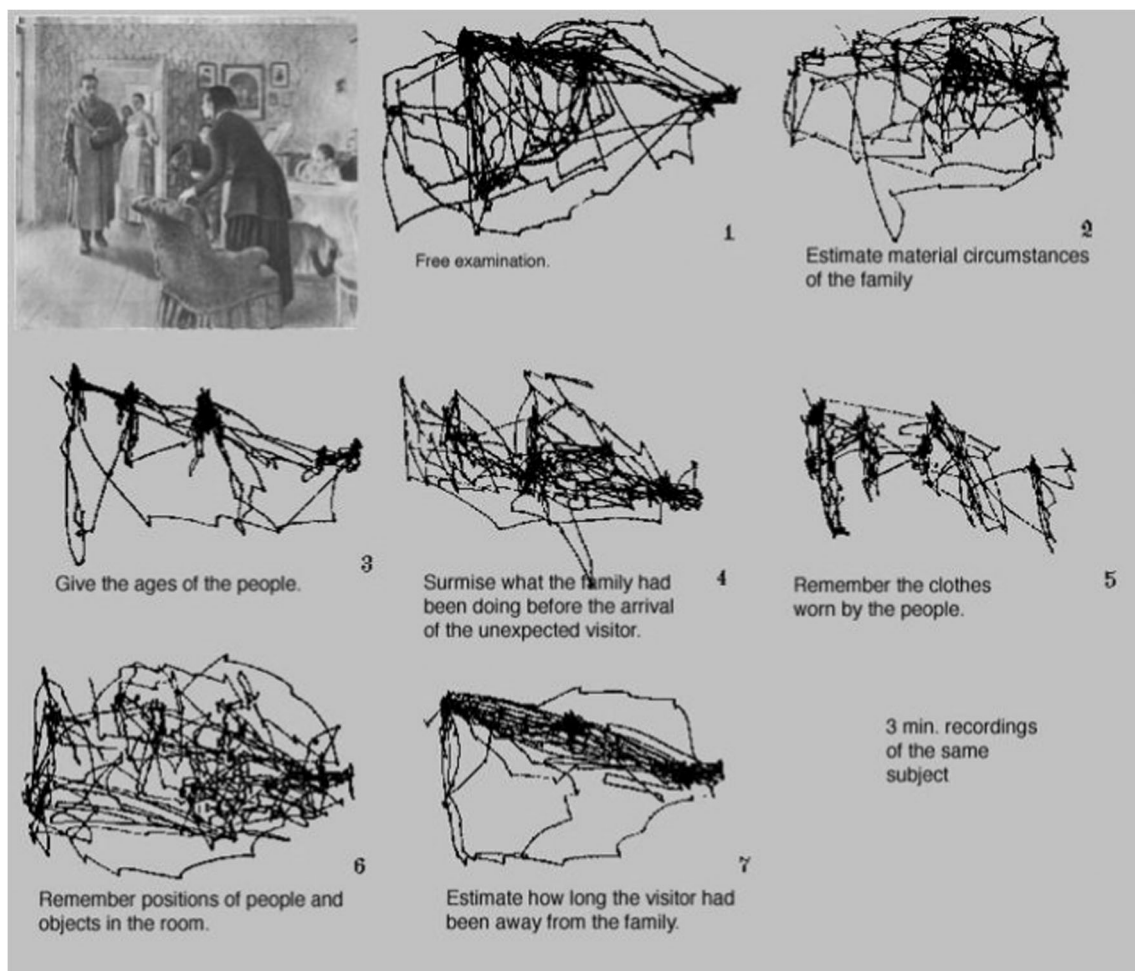 1
Free examination.
2
Estimate material circumstances
of the family
3
Give the ages of the people.
4
Surmise what the family had
been doing before the arrival
of the unexpected visitor.
5
Remember the clothes
worn by the people.
6
Remember positions of people and
objects in the room.
7
Estimate how long the visitor had
been away from the family.
3 min. recordings
of the same
subject